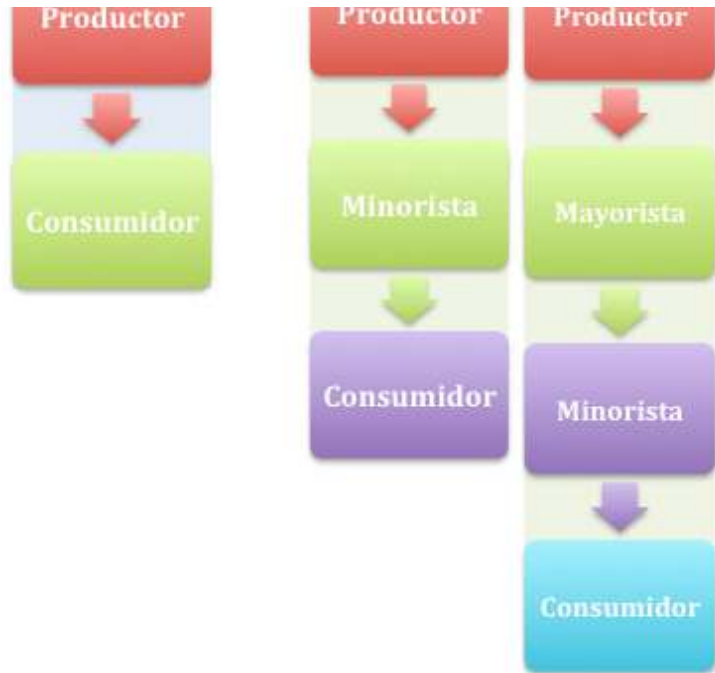 Productor
Consumidor
Productor
Minorista
Consumidor
Productor
Mayorista
Minorista
Consumidor